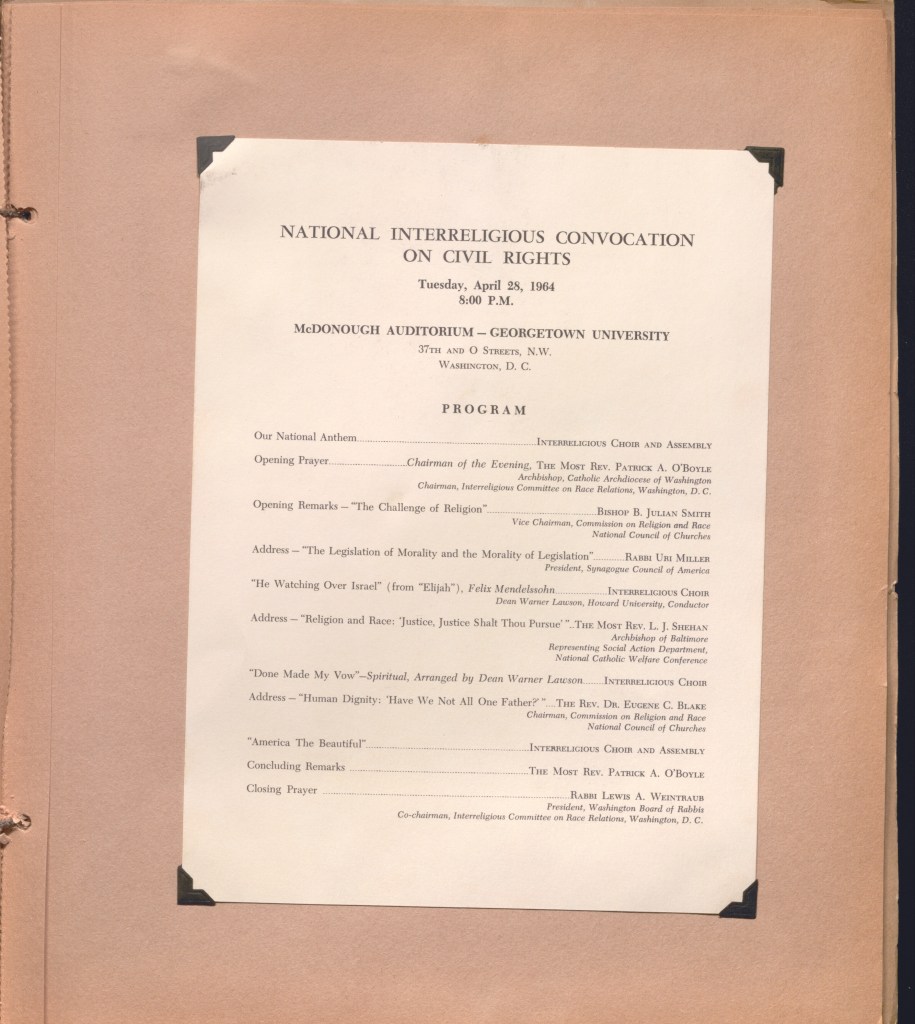 NATIONAL INTERRELIGIOUS CONVOCATION
ON CIVIL RIGHTS
Tuesday, April 28, 1964
8:00 P.M.
McDONOUGH AUDITORIUM — GEORGETOWN UNIVERSITY
37TH AND O STREETS, N.W.
WASHINGTON, D. C.
PROGRAM
Our National Anthem........INTERRELIGIOUS CHOIR AND ASSEMBLY
Opening Prayer........Chairman of the Evening, THE MOST REV. PATRICK A. O'BOYLE
Archbishop, Catholic Archdiocese of Washington
Chairman, Interreligious Committee on Race Relations, Washington, D. C.
Opening Remarks — "The Challenge of Religion"........BISHOP B. JULIAN SMITH
Vice Chairman, Commission on Religion and Race
National Council of Churches
Address — "The Legislation of Morality and the Morality of Legislation"........RABBI URI MILLER
President, Synagogue Council of America
"He Watching Over Israel" (from "Elijah"), Felix Mendelssohn........INTERRELIGIOUS CHOIR
Dean Warner Lawson, Howard University, Conductor
Address — "Religion and Race: 'Justice, Justice Shalt Thou Pursue' "..THE MOST REV. L. J. SHEHAN
Archbishop of Baltimore
Representing Social Action Department,
National Catholic Welfare Conference
"Done Made My Vow"—Spiritual, Arranged by Dean Warner Lawson........INTERRELIGIOUS CHOIR
Address — "Human Dignity: 'Have We Not All One Father?' "....THE REV. DR. EUGENE C. BLAKE
Chairman, Commission on Religion and Race
National Council of Churches
"America The Beautiful"........INTERRELIGIOUS CHOIR AND ASSEMBLY
Concluding Remarks ........THE MOST REV. PATRICK A. O'BOYLE
Closing Prayer ........RABBI LEWIS A. WEINTRAUB
President, Washington Board of Rabbis
Co-chairman, Interreligious Committee on Race Relations, Washington, D. C.